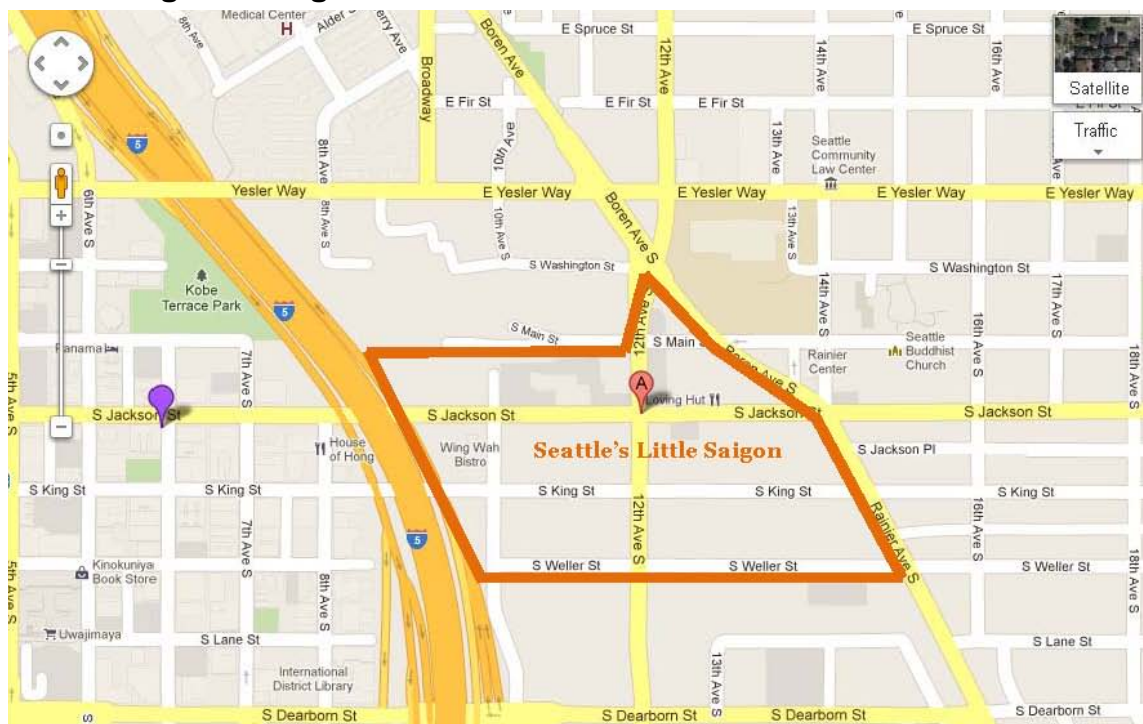 Medical Center
H
8th Ave
Alder St
Broadway
Boren Ave
E Spruce St
12th Ave
14th Ave
E Spruce St
16th Ave
Satellite
Traffic
E Fir St
E Fir St
E Fir St
10th Ave
8th Ave
13th Ave
Seattle
Community
Law Center
5
6th Ave S
Yesler Way
E Yesler Way
E Yesler Way
E Yesler Way
E Yesler Way
8th Ave S
10th Ave S
Boren Ave S
13th Ave S
S Washington St
S Washington St
Kobe
Terrace Park
5
14th Ave S
16th Ave S
17th Ave S
12th Ave S
S Main St
S Main St
Boren Ave S
Rainier
Center
Seattle
Buddhist
Church
Panama
7th Ave S
5th Ave S
18th Ave S
A
Loving Hut
S Jackson St
S Jackson St
S Jackson St
S Jackson St
House
of Hong
Wing Wah
Bistro
Seattle's Little Saigon
S Jackson Pl
S King St
S King St
S King St
S King St
S King St
12th Ave S
Rainier Ave S
16th Ave S
7th Ave S
5
Kinokuniya
Book Store
5th Ave S
8th Ave S
S Weller St
S Weller St
S Weller St
18th Ave S
Uwajimaya
S Lane St
S Lane St
13th Ave S
International
District Library
S Dearborn St
S Dearborn St
S Dearborn St